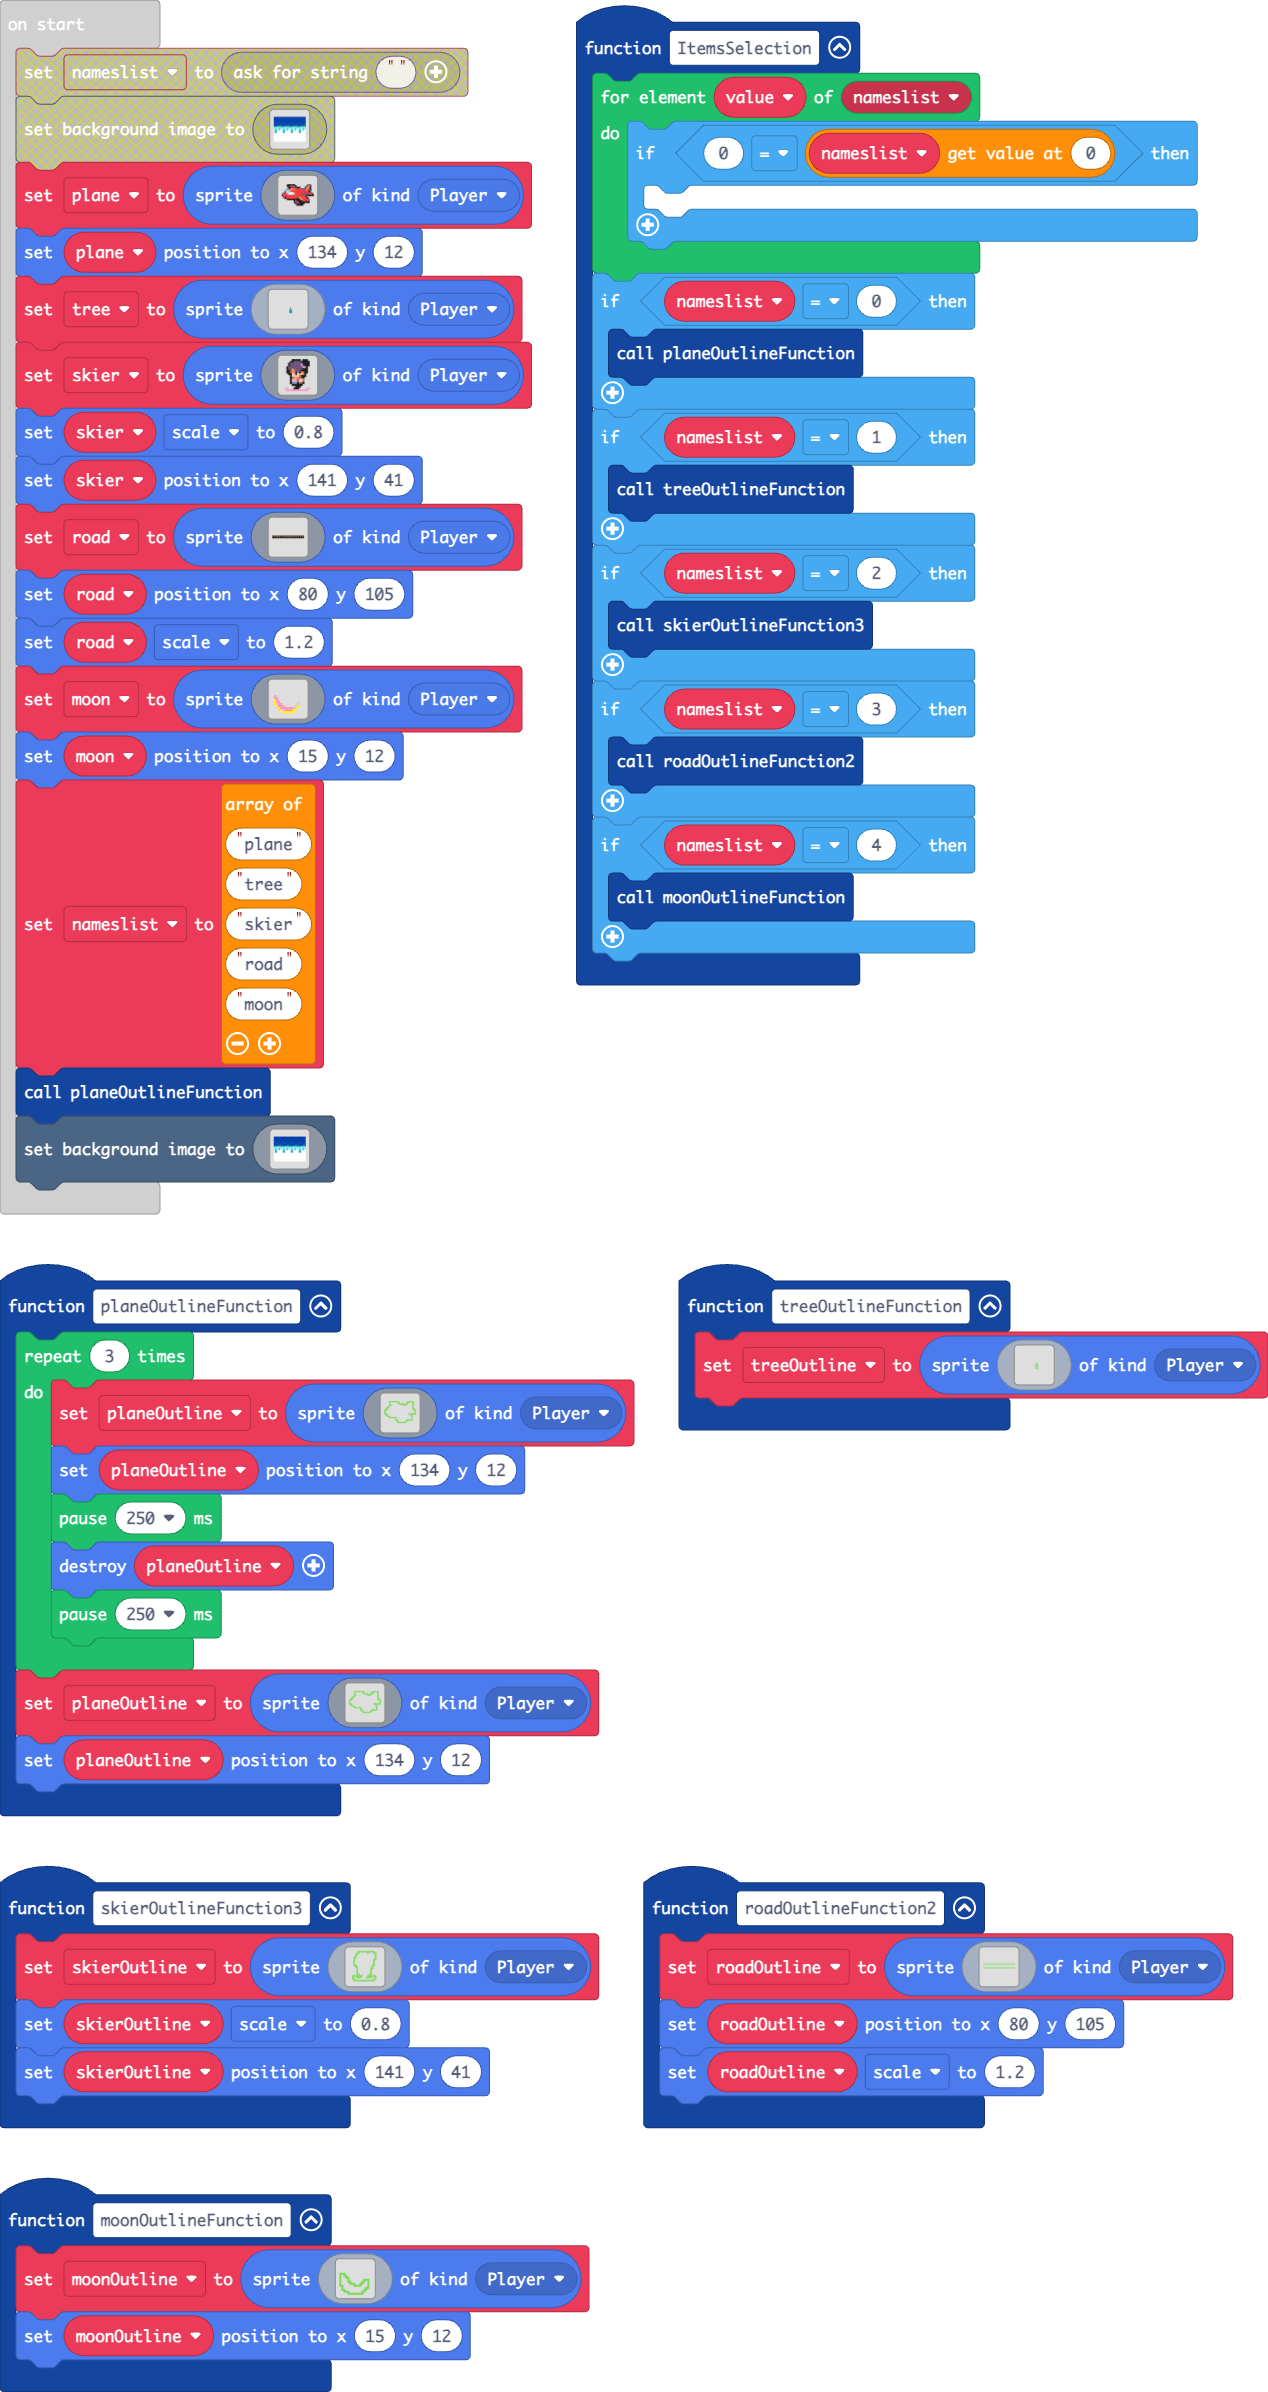 on start
set nameslist to ask for string " "
set background image to
set plane to sprite of kind Player
set plane position to x 134 y 12
set tree to sprite of kind Player
set skier to sprite of kind Player
set skier scale to 0.8
set skier position to x 141 y 41
set road to sprite of kind Player
set road position to x 80 y 105
set road scale to 1.2
set moon to sprite of kind Player
set moon position to x 15 y 12
set nameslist to
array of
"plane"
"tree"
"skier"
"road"
"moon"
call planeOutlineFunction
set background image to
function ItemsSelection
for element value of nameslist
do
if 0 = nameslist get value at 0 then
if nameslist = 0 then
call planeOutlineFunction
if nameslist = 1 then
call treeOutlineFunction
if nameslist = 2 then
call skierOutlineFunction3
if nameslist = 3 then
call roadOutlineFunction2
if nameslist = 4 then
call moonOutlineFunction
function planeOutlineFunction
repeat 3 times
do
set planeOutline to sprite of kind Player
set planeOutline position to x 134 y 12
pause 250 ms
destroy planeOutline
pause 250 ms
set planeOutline to sprite of kind Player
set planeOutline position to x 134 y 12
function treeOutlineFunction
set treeOutline to sprite of kind Player
function skierOutlineFunction3
set skierOutline to sprite of kind Player
set skierOutline scale to 0.8
set skierOutline position to x 141 y 41
function roadOutlineFunction2
set roadOutline to sprite of kind Player
set roadOutline position to x 80 y 105
set roadOutline scale to 1.2
function moonOutlineFunction
set moonOutline to sprite of kind Player
set moonOutline position to x 15 y 12